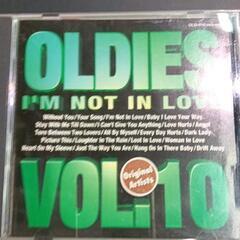 OLDIES
I'M NOT IN LOVE
Without You/Your Song/I'm Not In Love/Baby I Love Your Way
Stay With Me Till Dawn/I Can't Give You Anything/Love Hurts/Angel
Torn Between Two Lovers/All By Myself/Every Day Hurts/Dark Lady
Picture This/Laughter In The Rain/Lost In Love/Woman In Love
Heart On My Sleeve/Just The Way You Are/Hang On In There Baby/Drift Away
Original
Artists
VOL.10